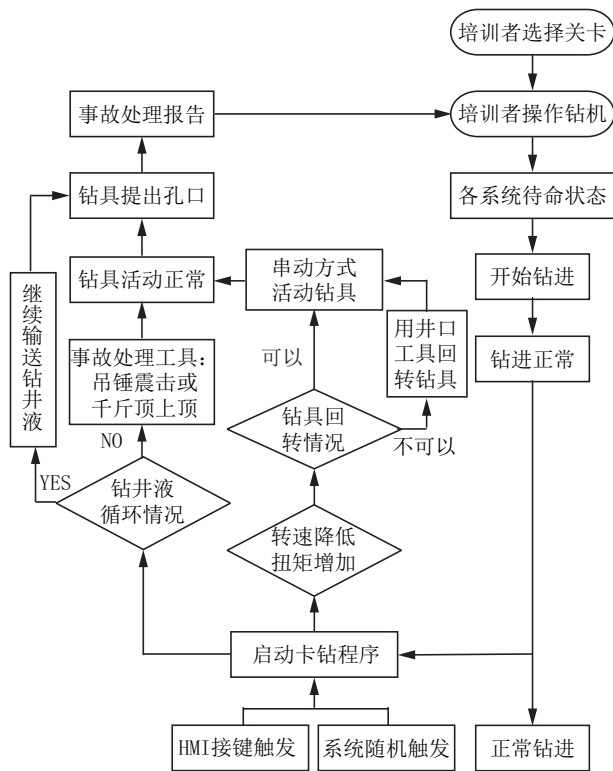 培训者选择关卡
事故处理报告
培训者操作钻机
钻具提出孔口
各系统待命状态
钻具活动正常
串动方式
活动钻具
开始钻进
继续输送钻井液
用井口
工具回
转钻具
事故处理工具：
吊锤震击或
千斤顶上顶
可以
钻进正常
钻具回
转情况
不可以
NO
YES
钻井液
循环情况
转速降低
扭矩增加
启动卡钻程序
HMI接键触发
系统随机触发
正常钻进